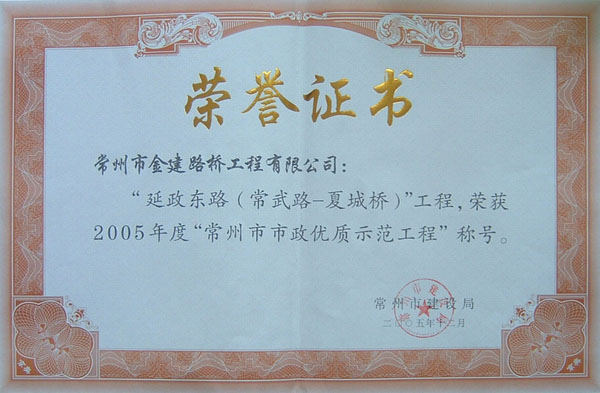 荣誉证书
常州市金建路桥工程有限公司：
“延政东路（常武路－夏城桥）”工程，荣获
2005年度“常州市市政优质示范工程”称号。
常州市建设局
二〇〇五年十二月